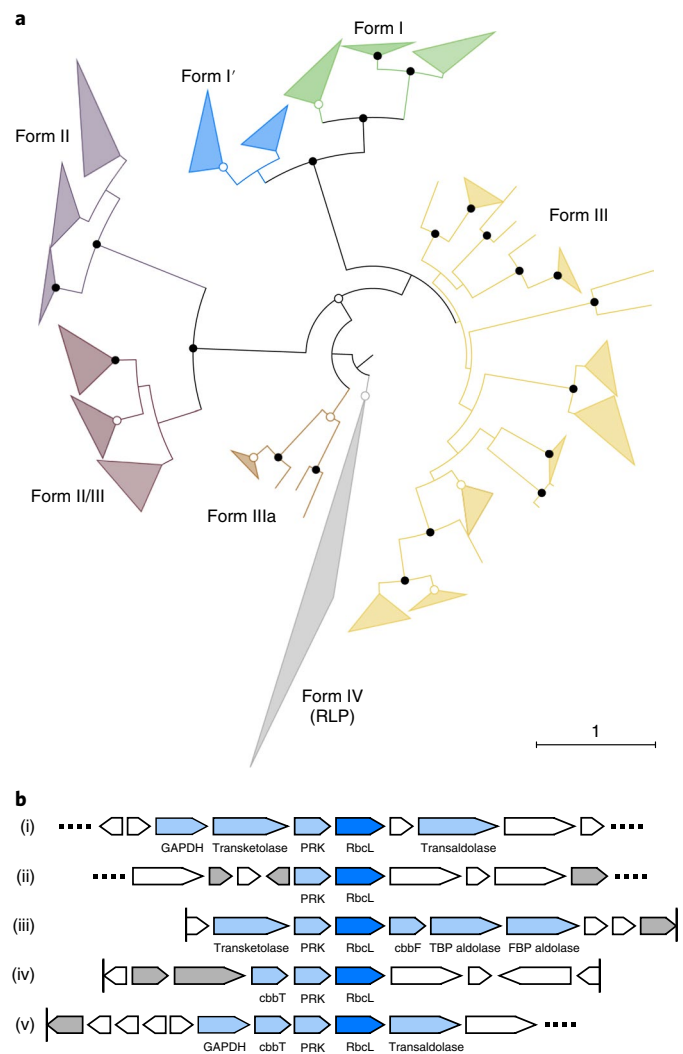 a
Form I
Form I′
Form II
Form III
Form II/III
Form IIIa
Form IV
(RLP)
1
b
(i)
GAPDH Transketolase PRK RbcL Transaldolase
(ii)
PRK RbcL
(iii)
Transketolase PRK RbcL cbbF TBP aldolase FBP aldolase
(iv)
cbbT PRK RbcL
(v)
GAPDH cbbT PRK RbcL Transaldolase